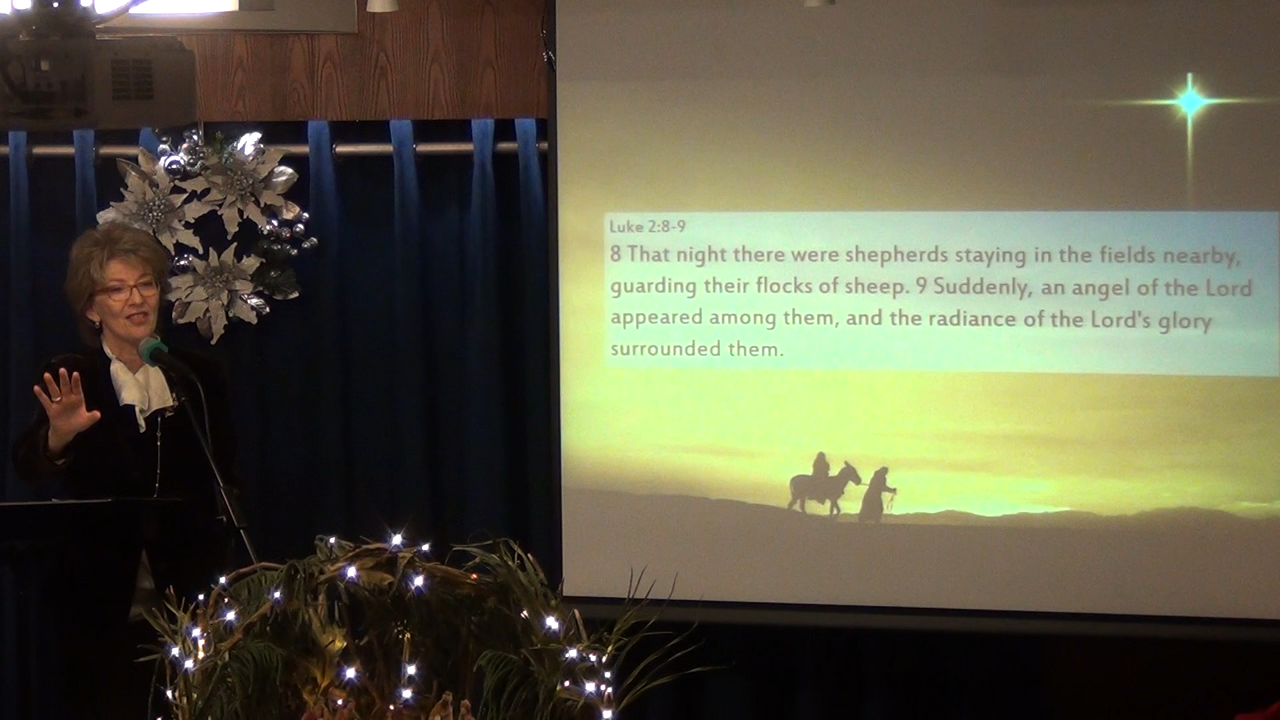 Luke 2:8-9
8 That night there were shepherds staying in the fields nearby,
guarding their flocks of sheep. 9 Suddenly, an angel of the Lord
appeared among them, and the radiance of the Lord's glory
surrounded them.